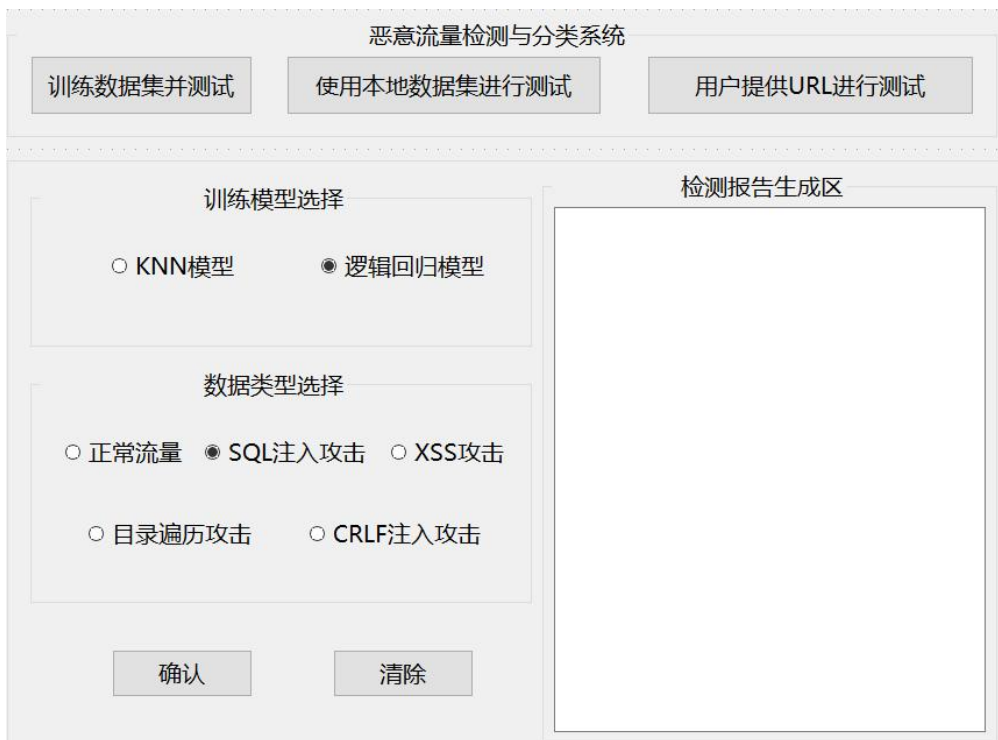 恶意流量检测与分类系统
训练数据集并测试 使用本地数据集进行测试 用户提供URL进行测试
训练模型选择
KNN模型 逻辑回归模型
数据类型选择
正常流量 SQL注入攻击 XSS攻击
目录遍历攻击 CRLF注入攻击
确认 清除
检测报告生成区